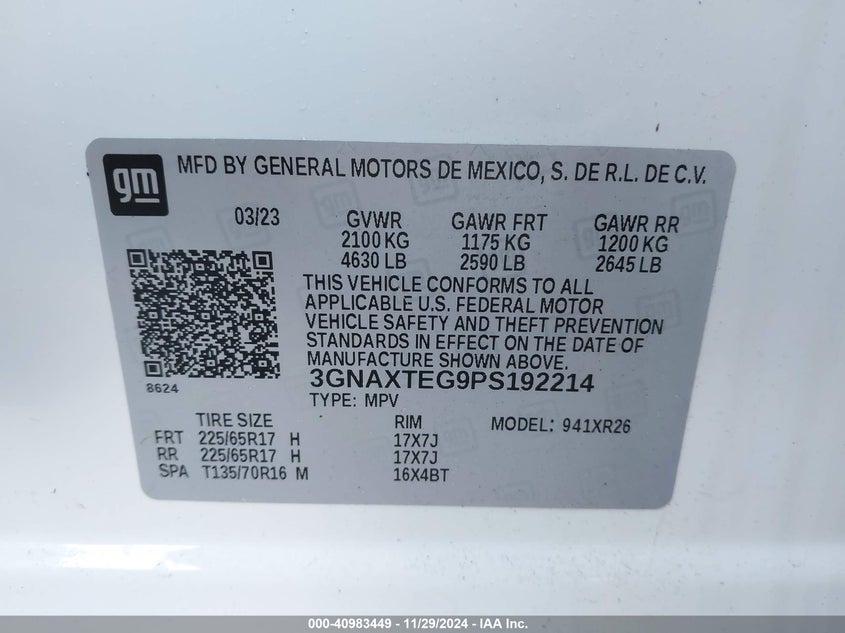 gm
MFD BY GENERAL MOTORS DE MEXICO, S. DE R.L. DE C.V.
03/23 GVWR GAWR FRT GAWR RR
2100 KG 1175 KG 1200 KG
4630 LB 2590 LB 2645 LB
THIS VEHICLE CONFORMS TO ALL
APPLICABLE U.S. FEDERAL MOTOR
VEHICLE SAFETY AND THEFT PREVENTION
STANDARDS IN EFFECT ON THE DATE OF
MANUFACTURE SHOWN ABOVE.
3GNAXTEG9PS192214
8624
TYPE: MPV
TIRE SIZE RIM MODEL: 941XR26
FRT 225/65R17 H 17X7J
RR 225/65R17 H 17X7J
SPA T135/70R16 M 16X4BT
000-40983449 - 11/29/2024 - IAA Inc.